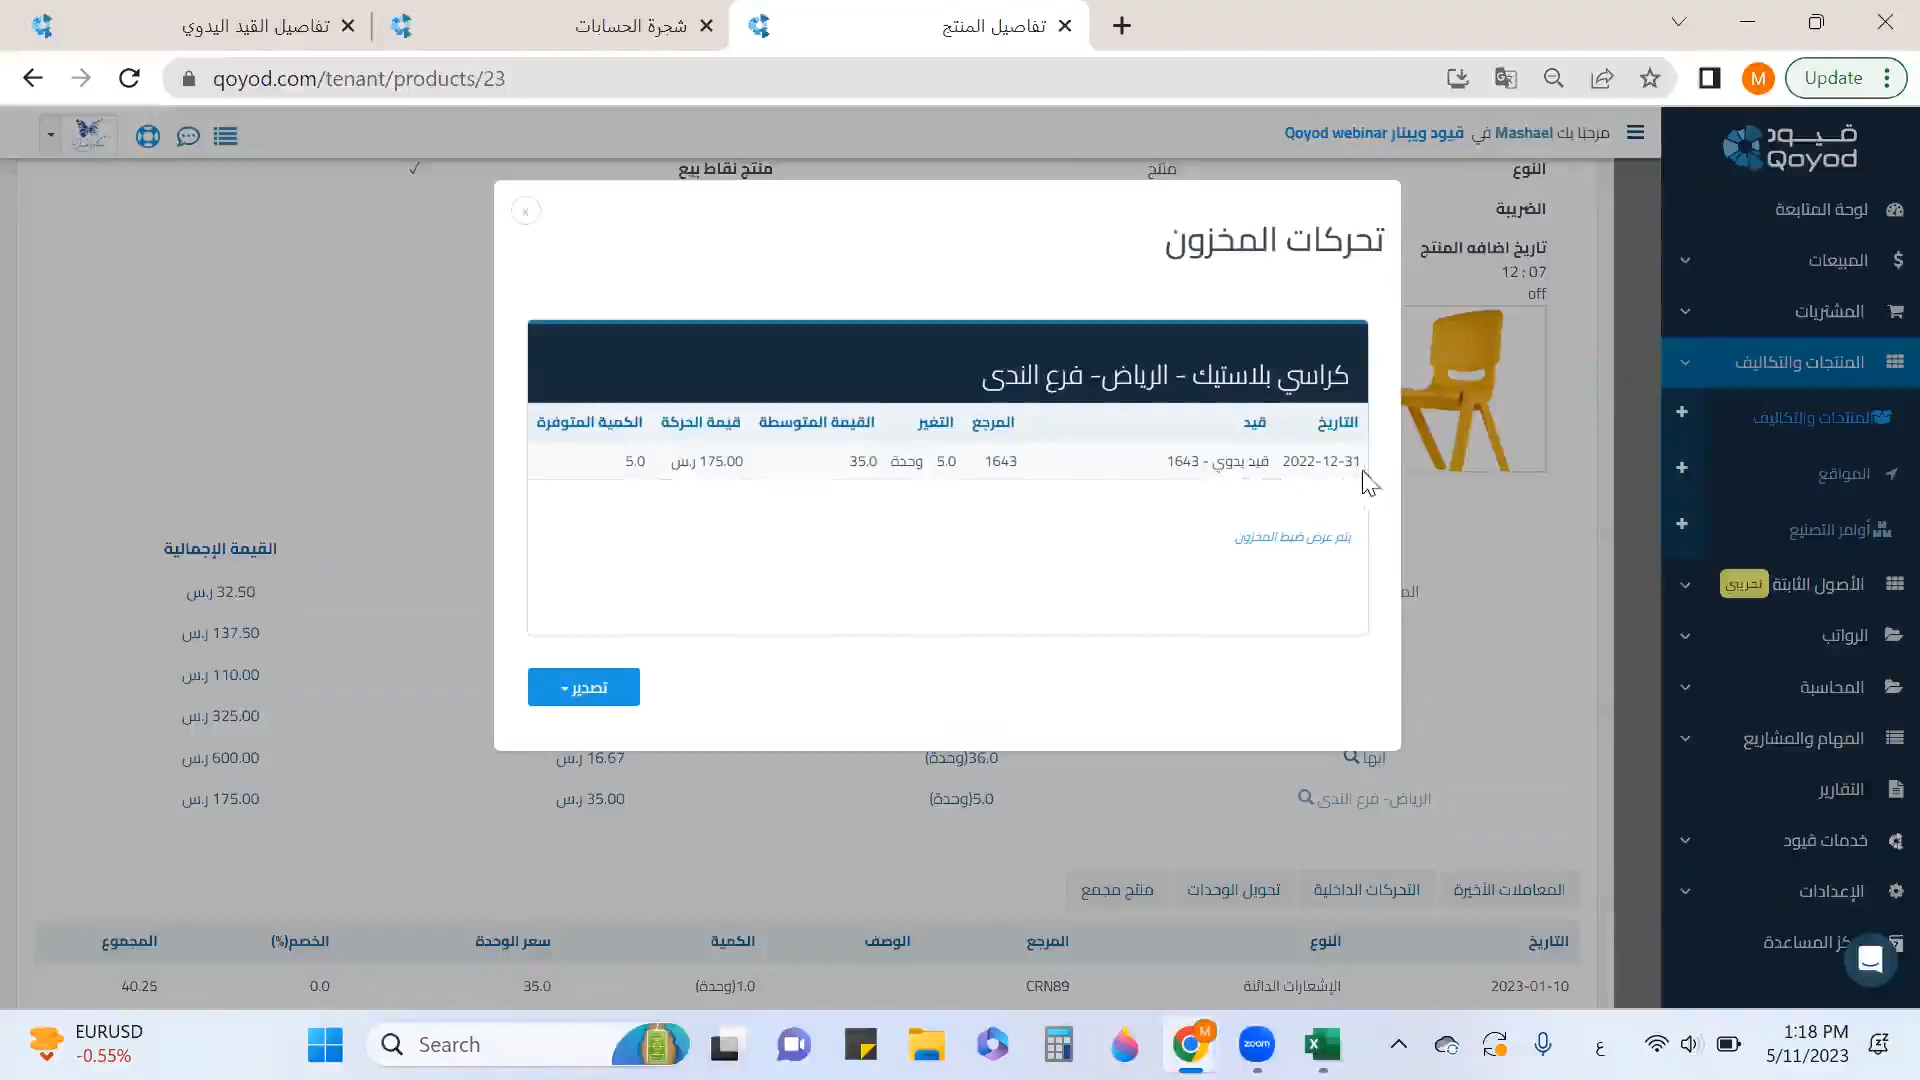 تفاصيل القيد اليدوي
شجرة الحسابات
تفاصيل المنتج
qoyod.com/tenant/products/23
M
Update
مرحبًا بك Mashael في قيود ويبنار Qoyod webinar
قيود
Qoyod
لوحة المتابعة
المبيعات
المشتريات
المنتجات والتكاليف
المنتجات والتكاليف
المواقع
أوامر التصنيع
الأصول الثابتة تجريبي
الرواتب
المحاسبة
المهام والمشاريع
التقارير
خدمات قيود
الإعدادات
النوع
منتج
منتج نقاط بيع
✓
الضريبة
تاريخ اضافه المنتج
12 : 07
off
تحركات المخزون
كراسي بلاستيك - الرياض- فرع الندى
التاريخ قيد المرجع التغير القيمة المتوسطة قيمة الحركة الكمية المتوفرة
2022-12-31 قيد يدوي - 1643 1643 5.0 وحدة 35.0 175.00 ر.س 5.0
يتم عرض ضبط المخزون.
تصدير
القيمة الإجمالية
32.50 ر.س
137.50 ر.س
110.00 ر.س
325.00 ر.س
ابها 36.0(وحدة) 16.67 ر.س 600.00 ر.س
الرياض- فرع الندى 5.0(وحدة) 35.00 ر.س 175.00 ر.س
المعاملات الأخيرة التحركات الداخلية تحويل الوحدات منتج مجمع
التاريخ النوع المرجع الوصف الكمية سعر الوحدة الخصم(%) المجموع
2023-01-10 الإشعارات الدائنة CRN89 1.0(وحدة) 35.0 0.0 40.25
EURUSD
-0.55%
Search
M
zoom
ع
1:18 PM
5/11/2023